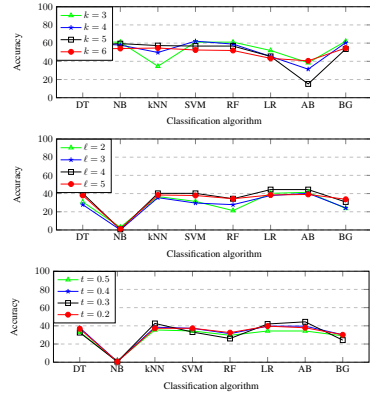 100
80
60
40
20
0
Accuracy
k = 3
k = 4
k = 5
k = 6
DT NB kNN SVM RF LR AB BG
Classification algorithm
100
80
60
40
20
0
Accuracy
ℓ = 2
ℓ = 3
ℓ = 4
ℓ = 5
DT NB kNN SVM RF LR AB BG
Classification algorithm
100
80
60
40
20
0
Accuracy
t = 0.5
t = 0.4
t = 0.3
t = 0.2
DT NB kNN SVM RF LR AB BG
Classification algorithm